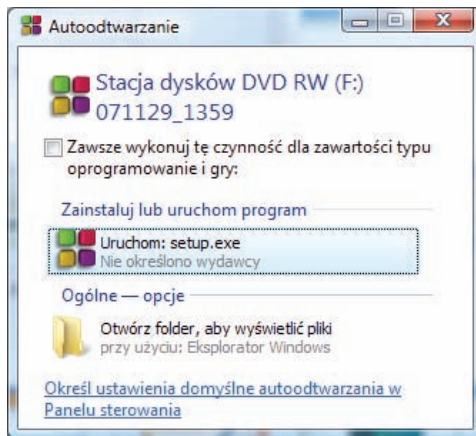 Autoodtwarzanie
Stacja dysków DVD RW (F:)
071129_1359
Zawsze wykonuj tę czynność dla zawartości typu
oprogramowanie i gry:
Zainstaluj lub uruchom program
Uruchom: setup.exe
Nie określono wydawcy
Ogólne — opcje
Otwórz folder, aby wyświetlić pliki
przy użyciu: Eksplorator Windows
Określ ustawienia domyślne autoodtwarzania w
Panelu sterowania